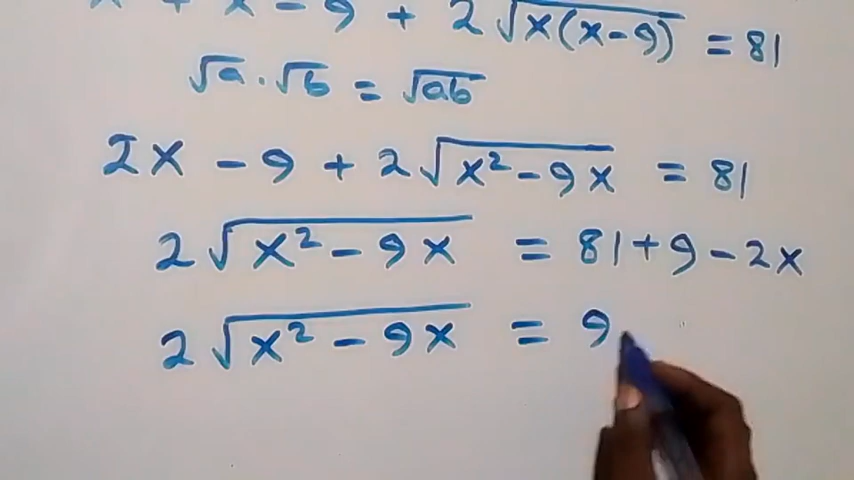 x + x - 9 + 2√x(x-9) = 81
√a . √b = √ab
2x - 9 + 2√x² - 9x = 81
2√x² - 9x = 81 + 9 - 2x
2√x² - 9x = 9